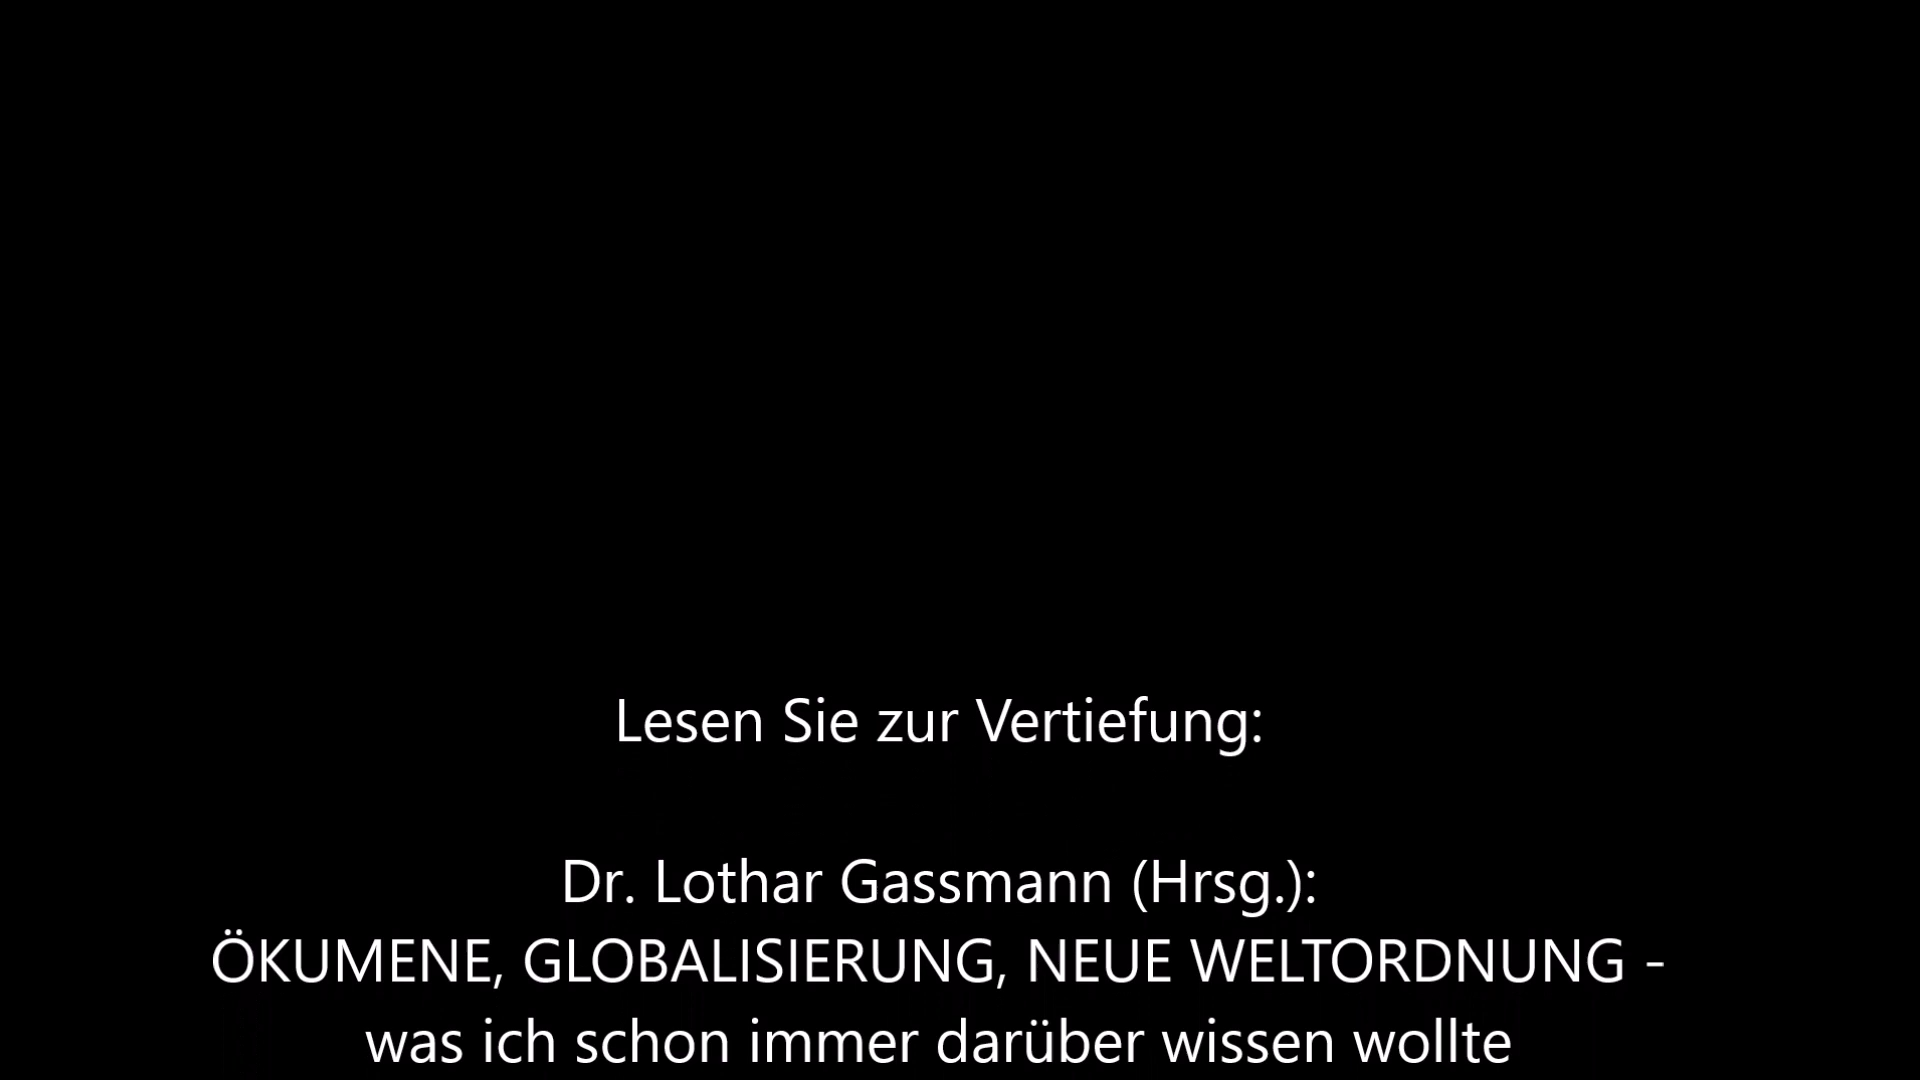 Lesen Sie zur Vertiefung:
Dr. Lothar Gassmann (Hrsg.):
ÖKUMENE, GLOBALISIERUNG, NEUE WELTORDNUNG -
was ich schon immer darüber wissen wollte